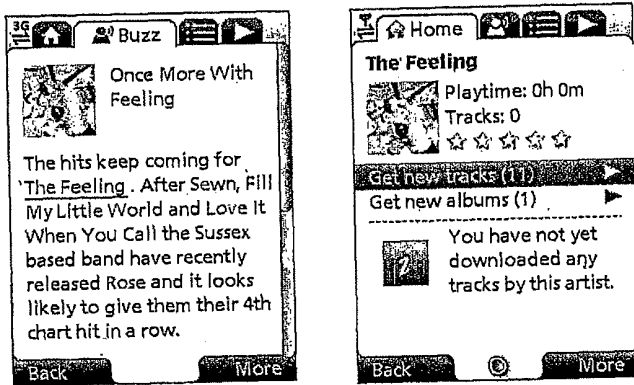 3G
Buzz
Once More With
Feeling
The hits keep coming for
The Feeling . After Sewn, Fill
My Little World and Love It
When You Call the Sussex
based band have recently
released Rose and it looks
likely to give them their 4th
chart hit in a row.
Back More
Home
The Feeling
Playtime: 0h 0m
Tracks: 0
Get new tracks (11)
Get new albums (1)
You have not yet
downloaded any
tracks by this artist.
Back More